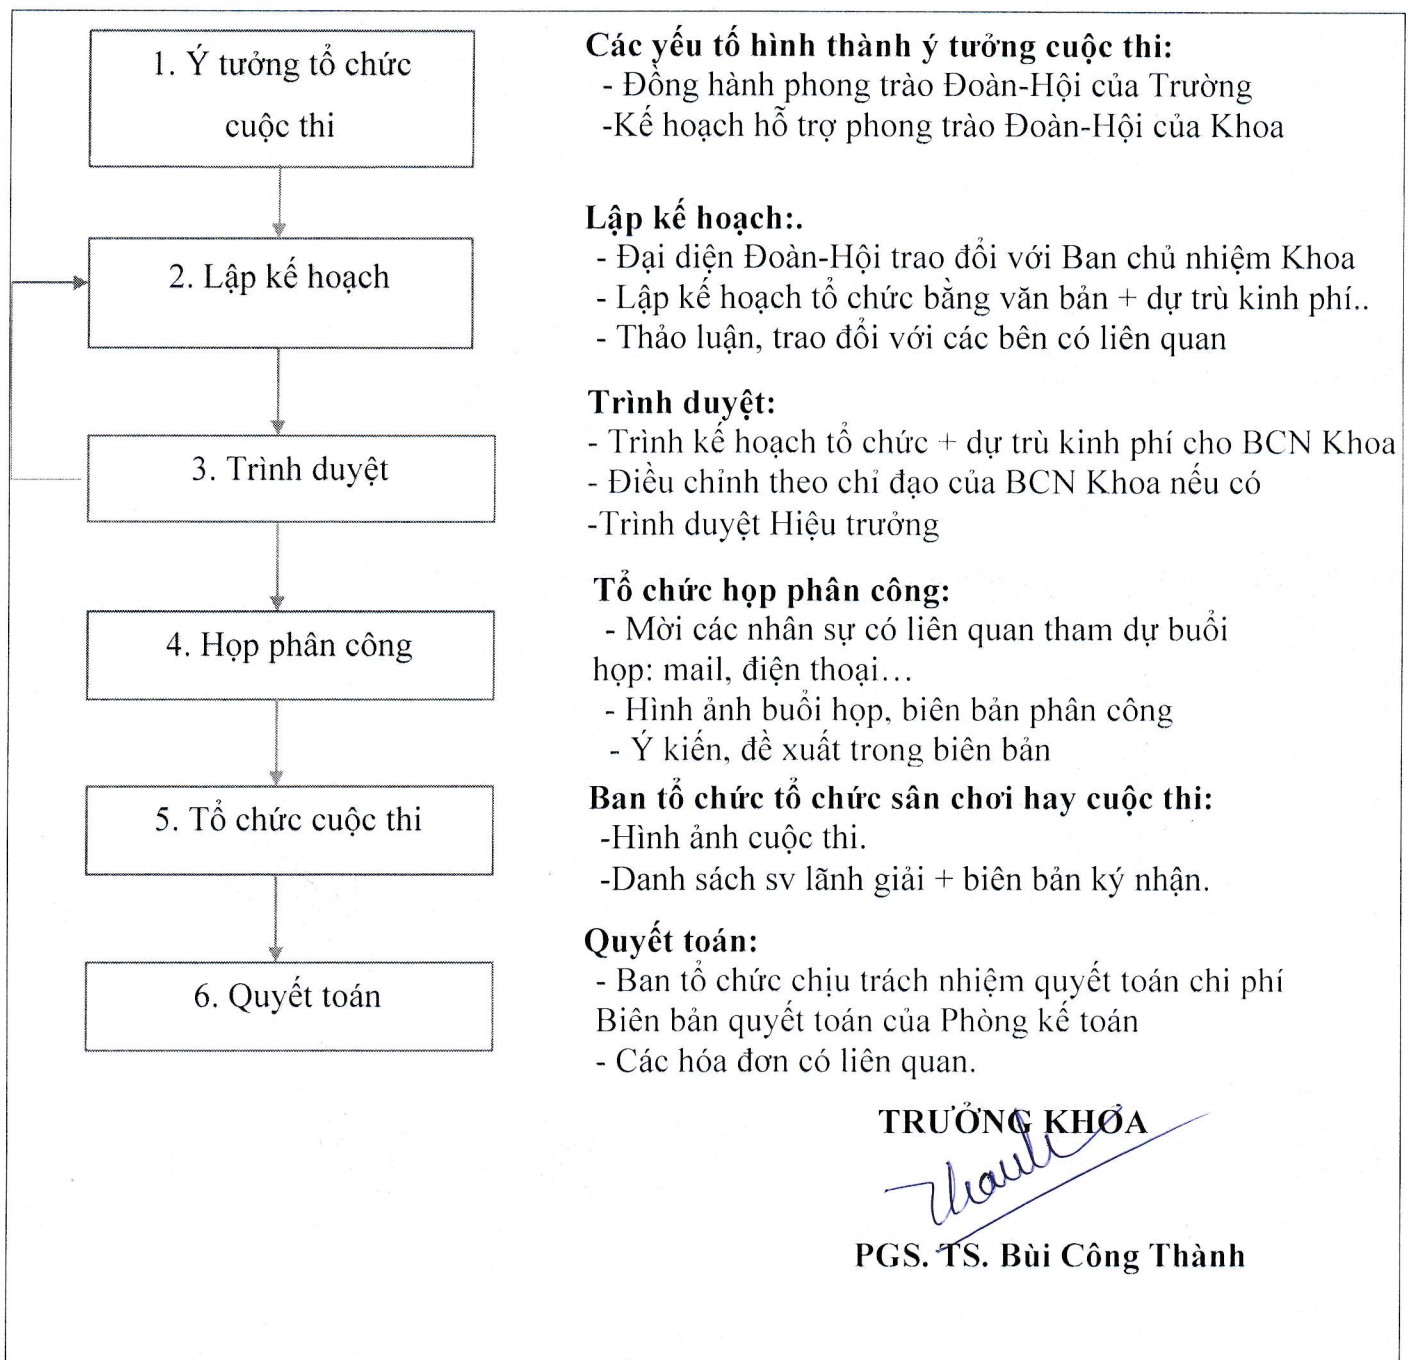 1. Ý tưởng tổ chức
cuộc thi
Các yếu tố hình thành ý tưởng cuộc thi:
- Đồng hành phong trào Đoàn-Hội của Trường
-Kế hoạch hỗ trợ phong trào Đoàn-Hội của Khoa
2. Lập kế hoạch
Lập kế hoạch:.
- Đại diện Đoàn-Hội trao đổi với Ban chủ nhiệm Khoa
- Lập kế hoạch tổ chức bằng văn bản + dự trù kinh phí..
- Thảo luận, trao đổi với các bên có liên quan
3. Trình duyệt
Trình duyệt:
- Trình kế hoạch tổ chức + dự trù kinh phí cho BCN Khoa
- Điều chỉnh theo chỉ đạo của BCN Khoa nếu có
-Trình duyệt Hiệu trưởng
4. Họp phân công
Tổ chức họp phân công:
- Mời các nhân sự có liên quan tham dự buổi
họp: mail, điện thoại...
- Hình ảnh buổi họp, biên bản phân công
- Ý kiến, đề xuất trong biên bản
5. Tổ chức cuộc thi
Ban tổ chức tổ chức sân chơi hay cuộc thi:
-Hình ảnh cuộc thi.
-Danh sách sv lãnh giải + biên bản ký nhận.
6. Quyết toán
Quyết toán:
- Ban tổ chức chịu trách nhiệm quyết toán chi phí
Biên bản quyết toán của Phòng kế toán
- Các hóa đơn có liên quan.
TRƯỞNG KHOA
Thanh
PGS. TS. Bùi Công Thành